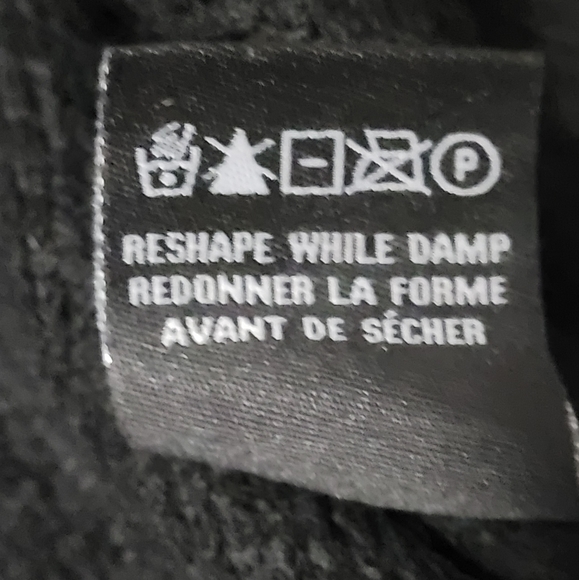 P
RESHAPE WHILE DAMP
REDONNER LA FORME
AVANT DE SÉCHER